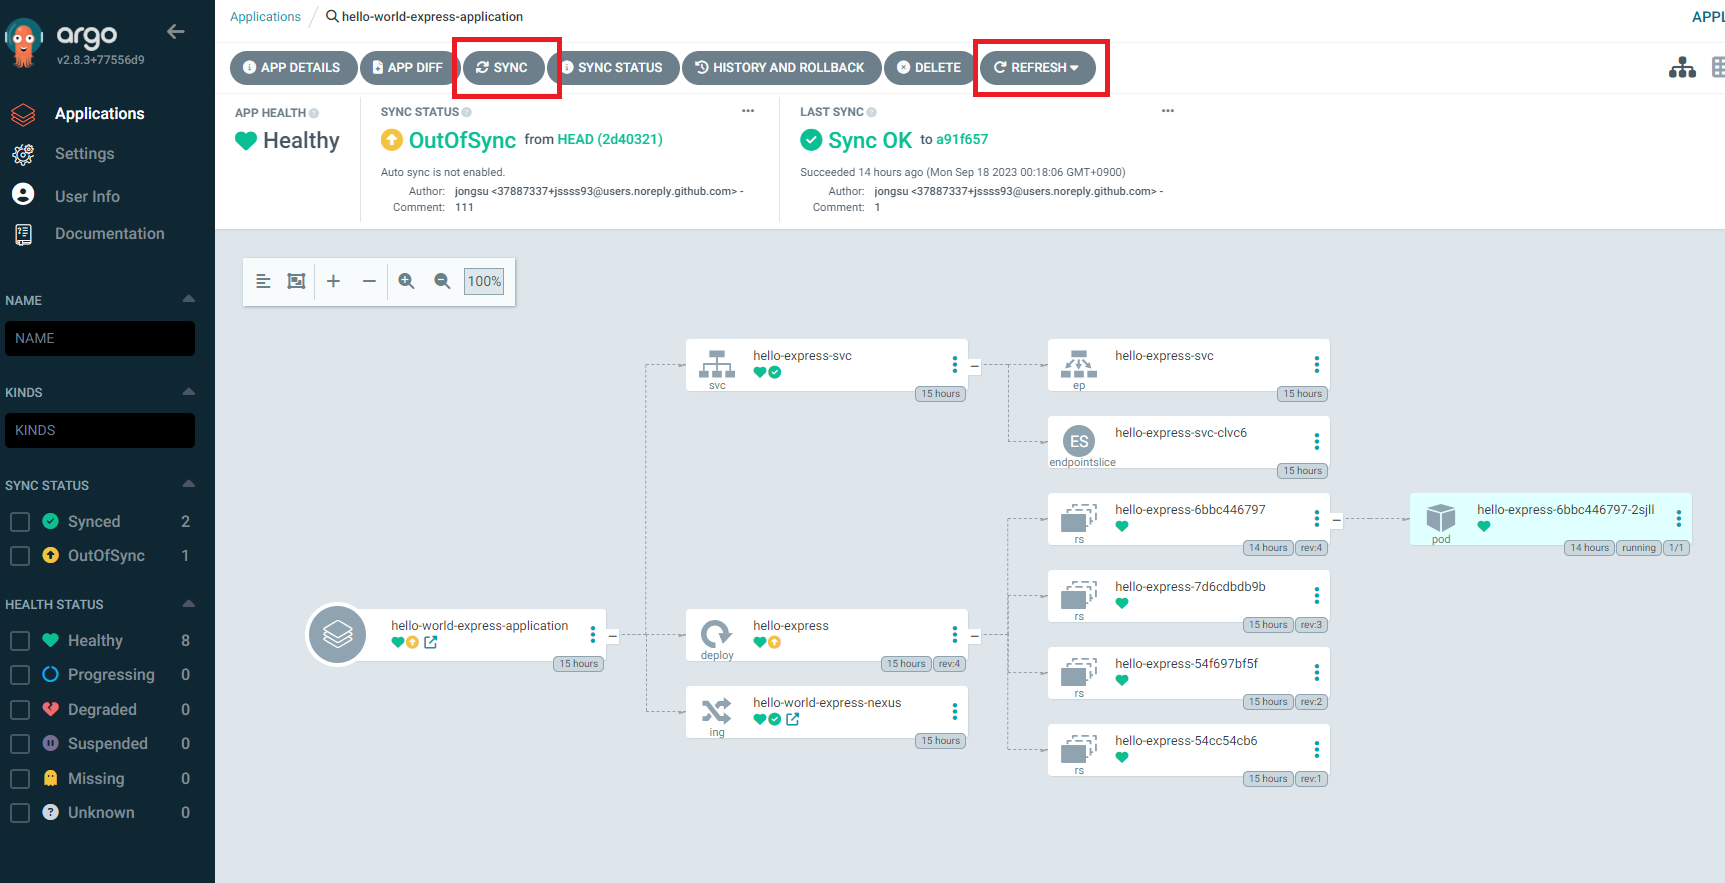 argo
v2.8.3+77556d9
Applications
Settings
User Info
Documentation
NAME
NAME
KINDS
KINDS
SYNC STATUS
Synced 2
OutOfSync 1
HEALTH STATUS
Healthy 8
Progressing 0
Degraded 0
Suspended 0
Missing 0
Unknown 0
Applications / hello-world-express-application
APP DETAILS APP DIFF SYNC SYNC STATUS HISTORY AND ROLLBACK DELETE REFRESH
APP HEALTH
Healthy
SYNC STATUS
OutOfSync from HEAD (2d40321)
Auto sync is not enabled.
Author: jongsu <37887337+jssss93@users.noreply.github.com> -
Comment: 111
LAST SYNC
Sync OK to a91f657
Succeeded 14 hours ago (Mon Sep 18 2023 00:18:06 GMT+0900)
Author: jongsu <37887337+jssss93@users.noreply.github.com> -
Comment: 1
100%
hello-world-express-application
15 hours
hello-express-svc
svc
15 hours
hello-express
deploy
15 hours rev:4
hello-world-express-nexus
ing
15 hours
hello-express-svc
ep
15 hours
ES
hello-express-svc-clvc6
endpointslice
15 hours
hello-express-6bbc446797
rs
14 hours rev:4
hello-express-7d6cdbdb9b
rs
15 hours rev:3
hello-express-54f697bf5f
rs
15 hours rev:2
hello-express-54cc54cb6
rs
15 hours rev:1
hello-express-6bbc446797-2sjll
pod
14 hours running 1/1